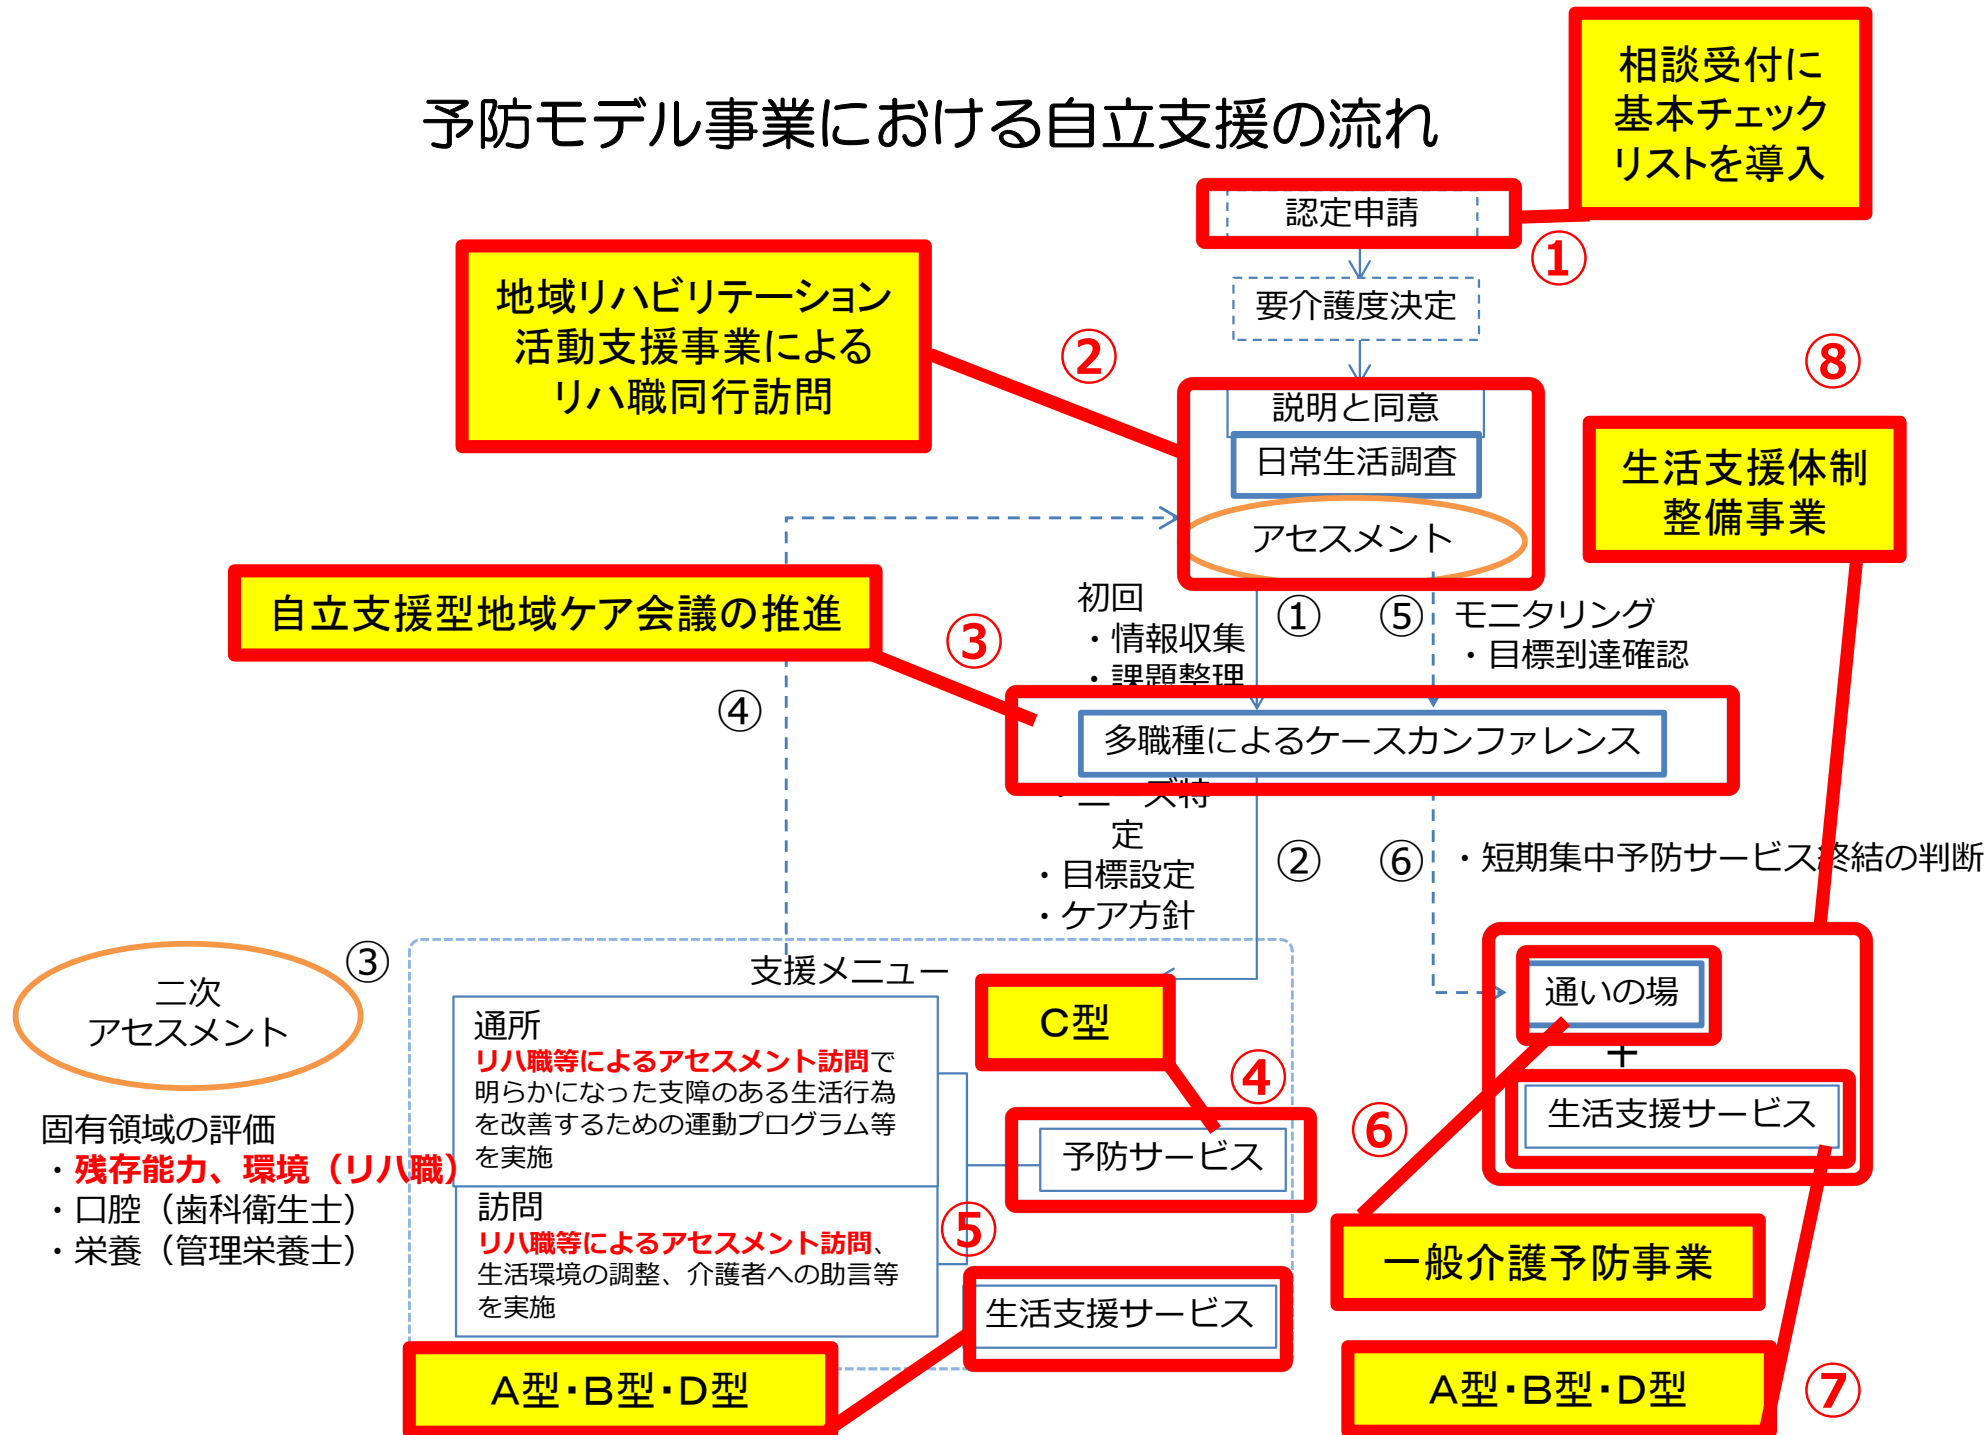 予防モデル事業における自立支援の流れ
相談受付に
基本チェック
リストを導入
認定申請
①
要介護度決定
地域リハビリテーション
活動支援事業による
リハ職同行訪問
②
説明と同意
日常生活調査
アセスメント
⑧
生活支援体制
整備事業
自立支援型地域ケア会議の推進
③
初回
・情報収集
・課題整理
①
⑤
モニタリング
・目標到達確認
④
多職種によるケースカンファレンス
・ニーズ特
定
・目標設定
・ケア方針
②
⑥
・短期集中予防サービス終結の判断
二次
アセスメント
③
固有領域の評価
・残存能力、環境（リハ職）
・口腔（歯科衛生士）
・栄養（管理栄養士）
支援メニュー
通所
リハ職等によるアセスメント訪問で
明らかになった支障のある生活行為
を改善するための運動プログラム等
を実施
訪問
リハ職等によるアセスメント訪問、
生活環境の調整、介護者への助言等
を実施
C型
④
予防サービス
⑤
生活支援サービス
A型・B型・D型
通いの場
＋
生活支援サービス
⑥
一般介護予防事業
A型・B型・D型
⑦